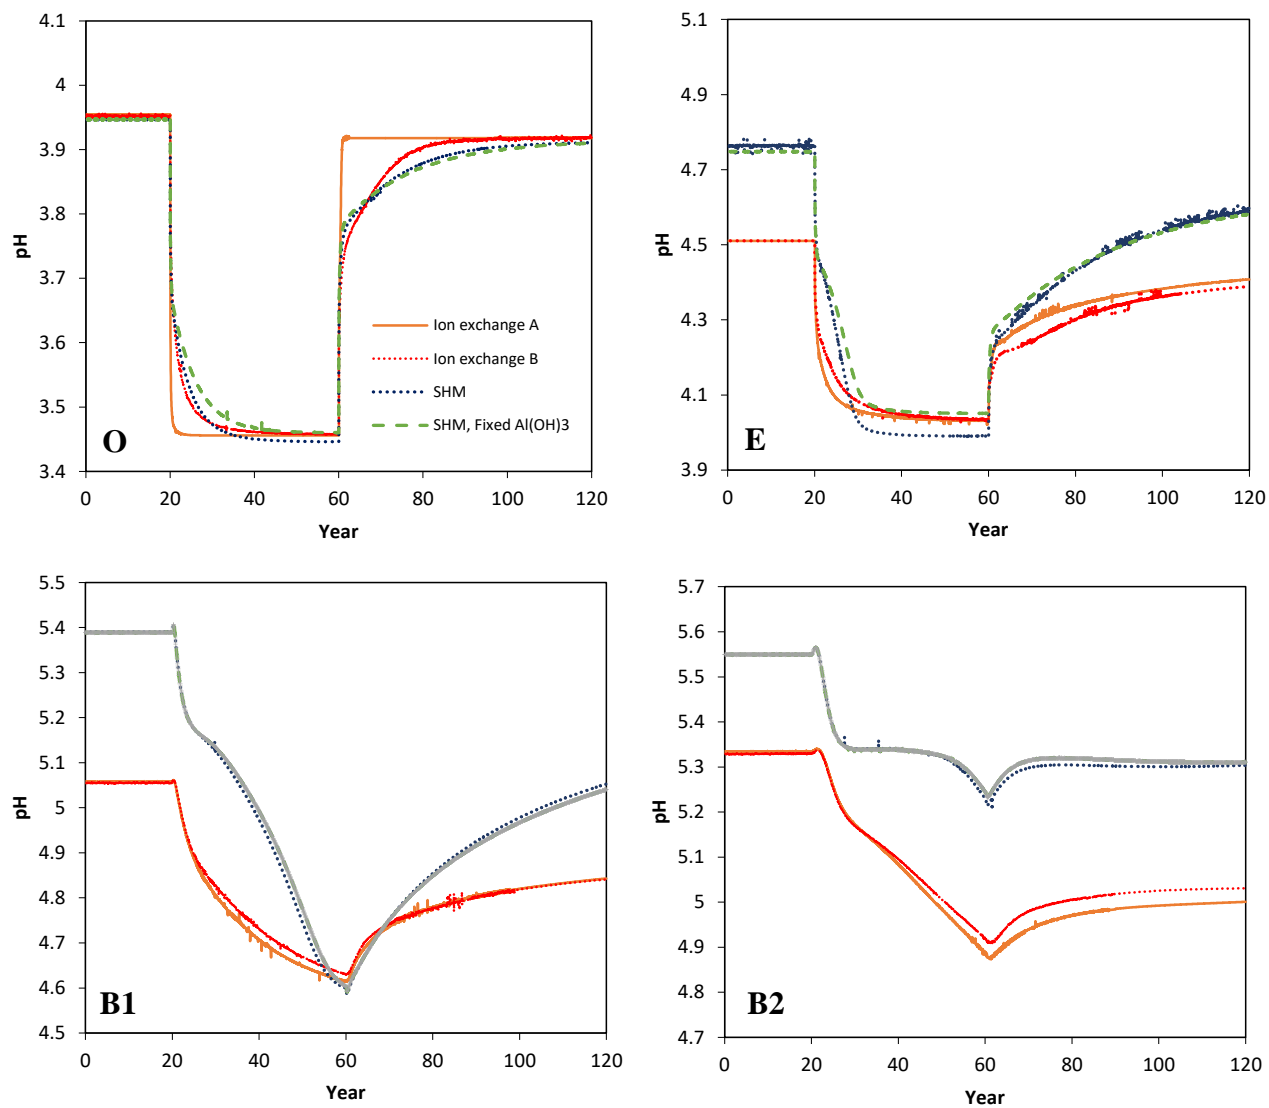 4.1
4
3.9
3.8
3.7
3.6
3.5
3.4
pH
0 20 40 60 80 100 120
Year
Ion exchange A
Ion exchange B
SHM
SHM, Fixed Al(OH)3
O
5.1
4.9
4.7
4.5
4.3
4.1
3.9
pH
0 20 40 60 80 100 120
Year
E
5.5
5.4
5.3
5.2
5.1
5
4.9
4.8
4.7
4.6
4.5
pH
0 20 40 60 80 100 120
Year
B1
5.7
5.6
5.5
5.4
5.3
5.2
5.1
5
4.9
4.8
4.7
pH
0 20 40 60 80 100 120
Year
B2